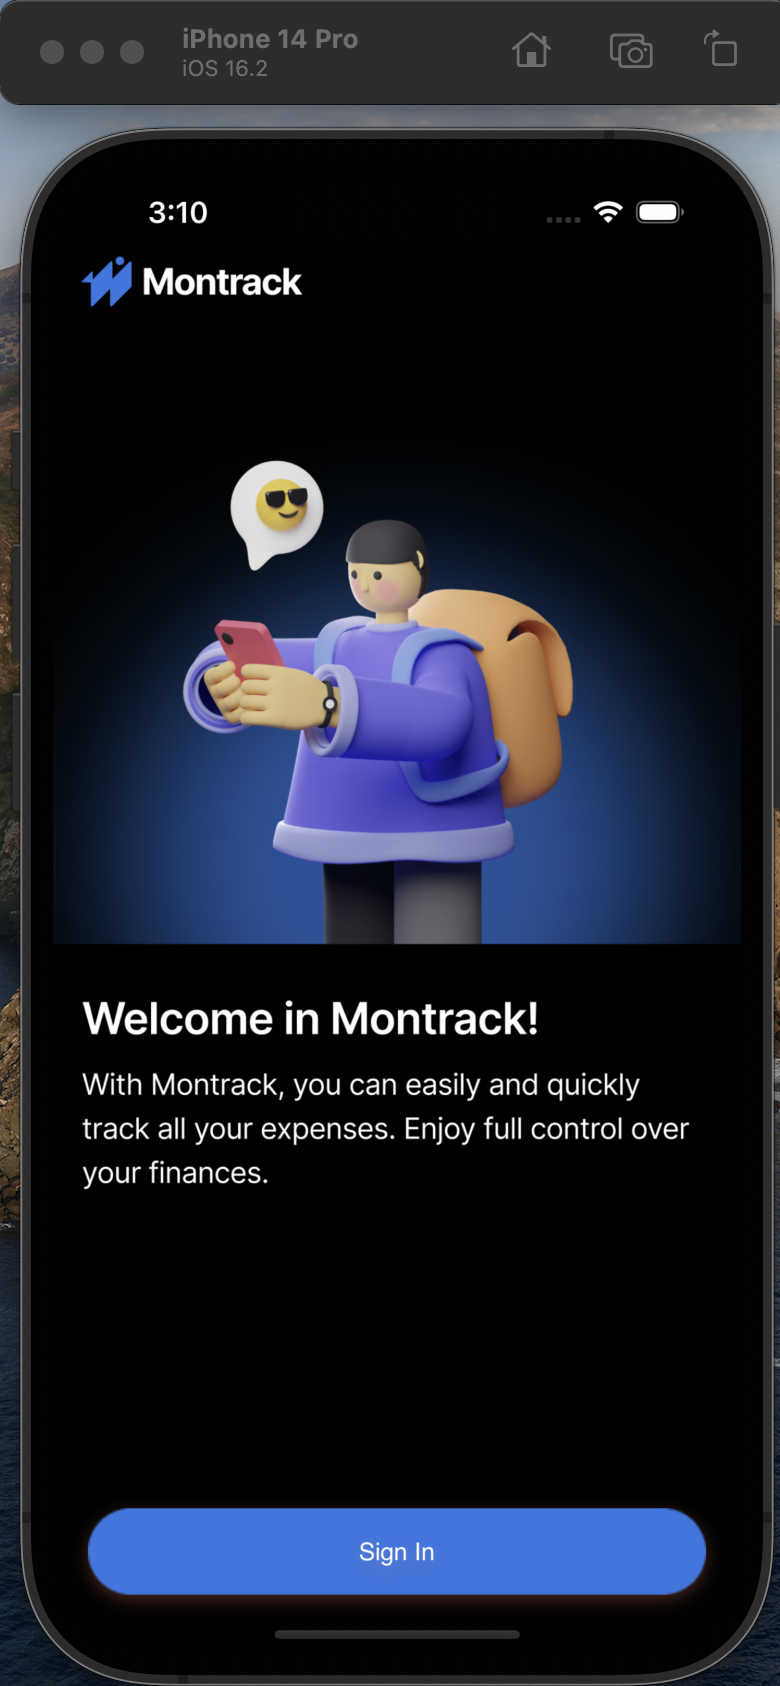 iPhone 14 Pro
iOS 16.2
3:10
Montrack
Welcome in Montrack!
With Montrack, you can easily and quickly
track all your expenses. Enjoy full control over
your finances.
Sign In